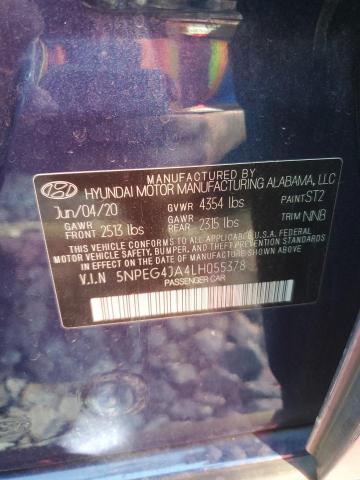 MANUFACTURED BY
HYUNDAI MOTOR MANUFACTURING ALABAMA, LLC
Jun/04/20 GVWR 4354 lbs PAINT ST2
GAWR FRONT 2513 lbs GAWR REAR 2315 lbs TRIM NNB
THIS VEHICLE CONFORMS TO ALL APPLICABLE
FEDERAL MOTOR VEHICLE SAFETY, BUMPER, AND THEFT
PREVENTION STANDARDS IN EFFECT ON THE DATE OF
MANUFACTURE SHOWN ABOVE.
V.I.N 5NPEG4JA4LH055378
PASSENGER CAR